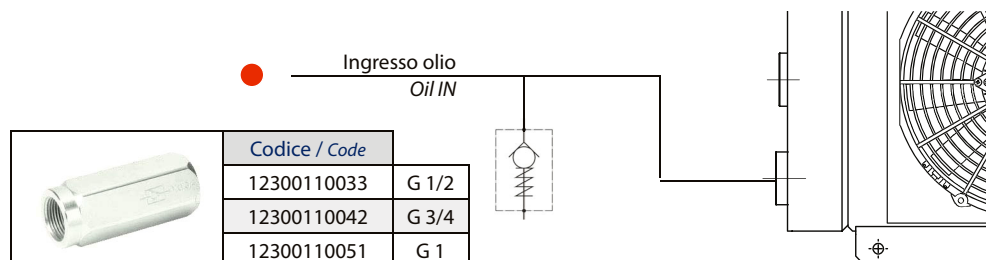 Ingresso olio
Oil IN
Codice / Code
12300110033 G 1/2
12300110042 G 3/4
12300110051 G 1